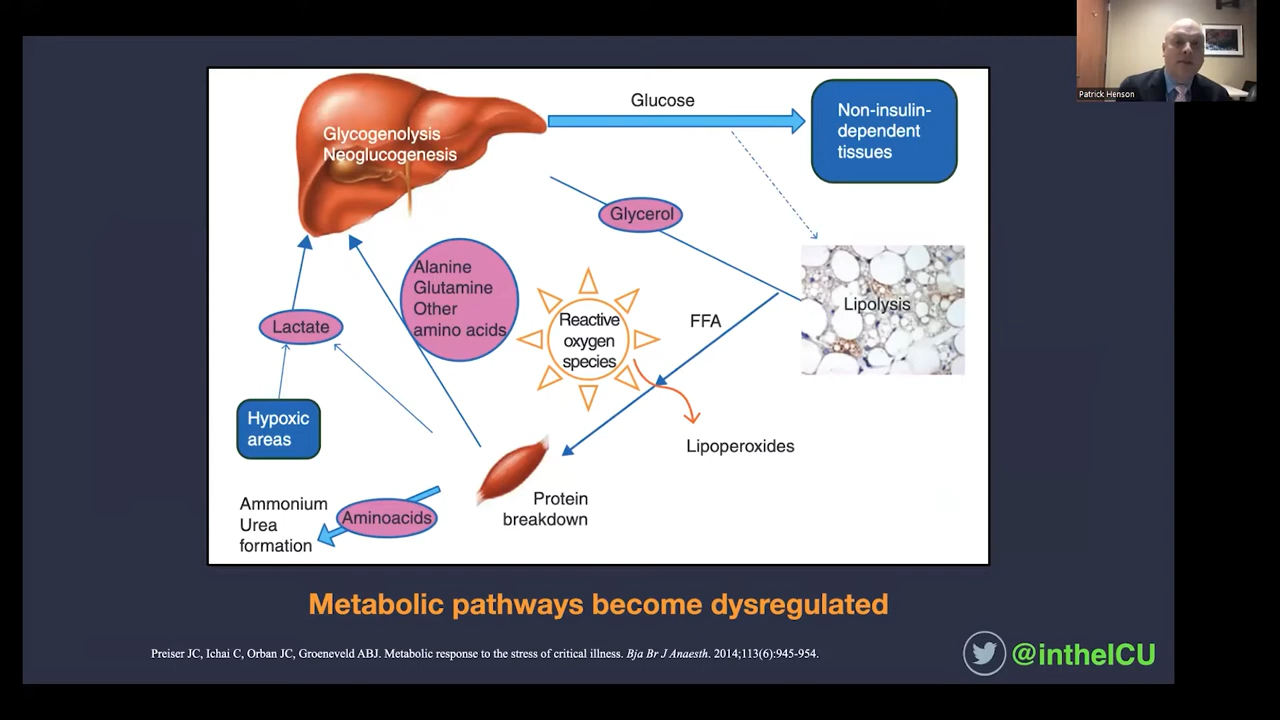 Patrick Henson
Glucose
Non-insulin-
dependent
tissues
Glycogenolysis
Neoglucogenesis
Glycerol
Alanine
Glutamine
Other
amino acids
Lactate
Reactive
oxygen
species
FFA
Lipolysis
Hypoxic
areas
Lipoperoxides
Protein
breakdown
Ammonium
Urea
formation
Aminoacids
Metabolic pathways become dysregulated
Preiser JC, Ichai C, Orban JC, Groeneveld ABJ. Metabolic response to the stress of critical illness. Bja Br J Anaesth. 2014;113(6):945-954.
@intheICU